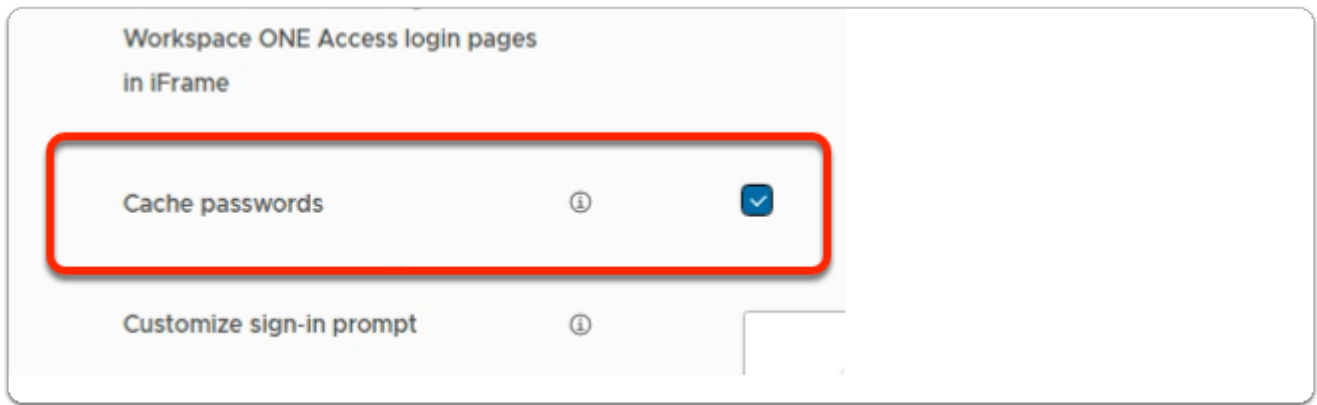 Workspace ONE Access login pages
in iFrame
Cache passwords
Customize sign-in prompt